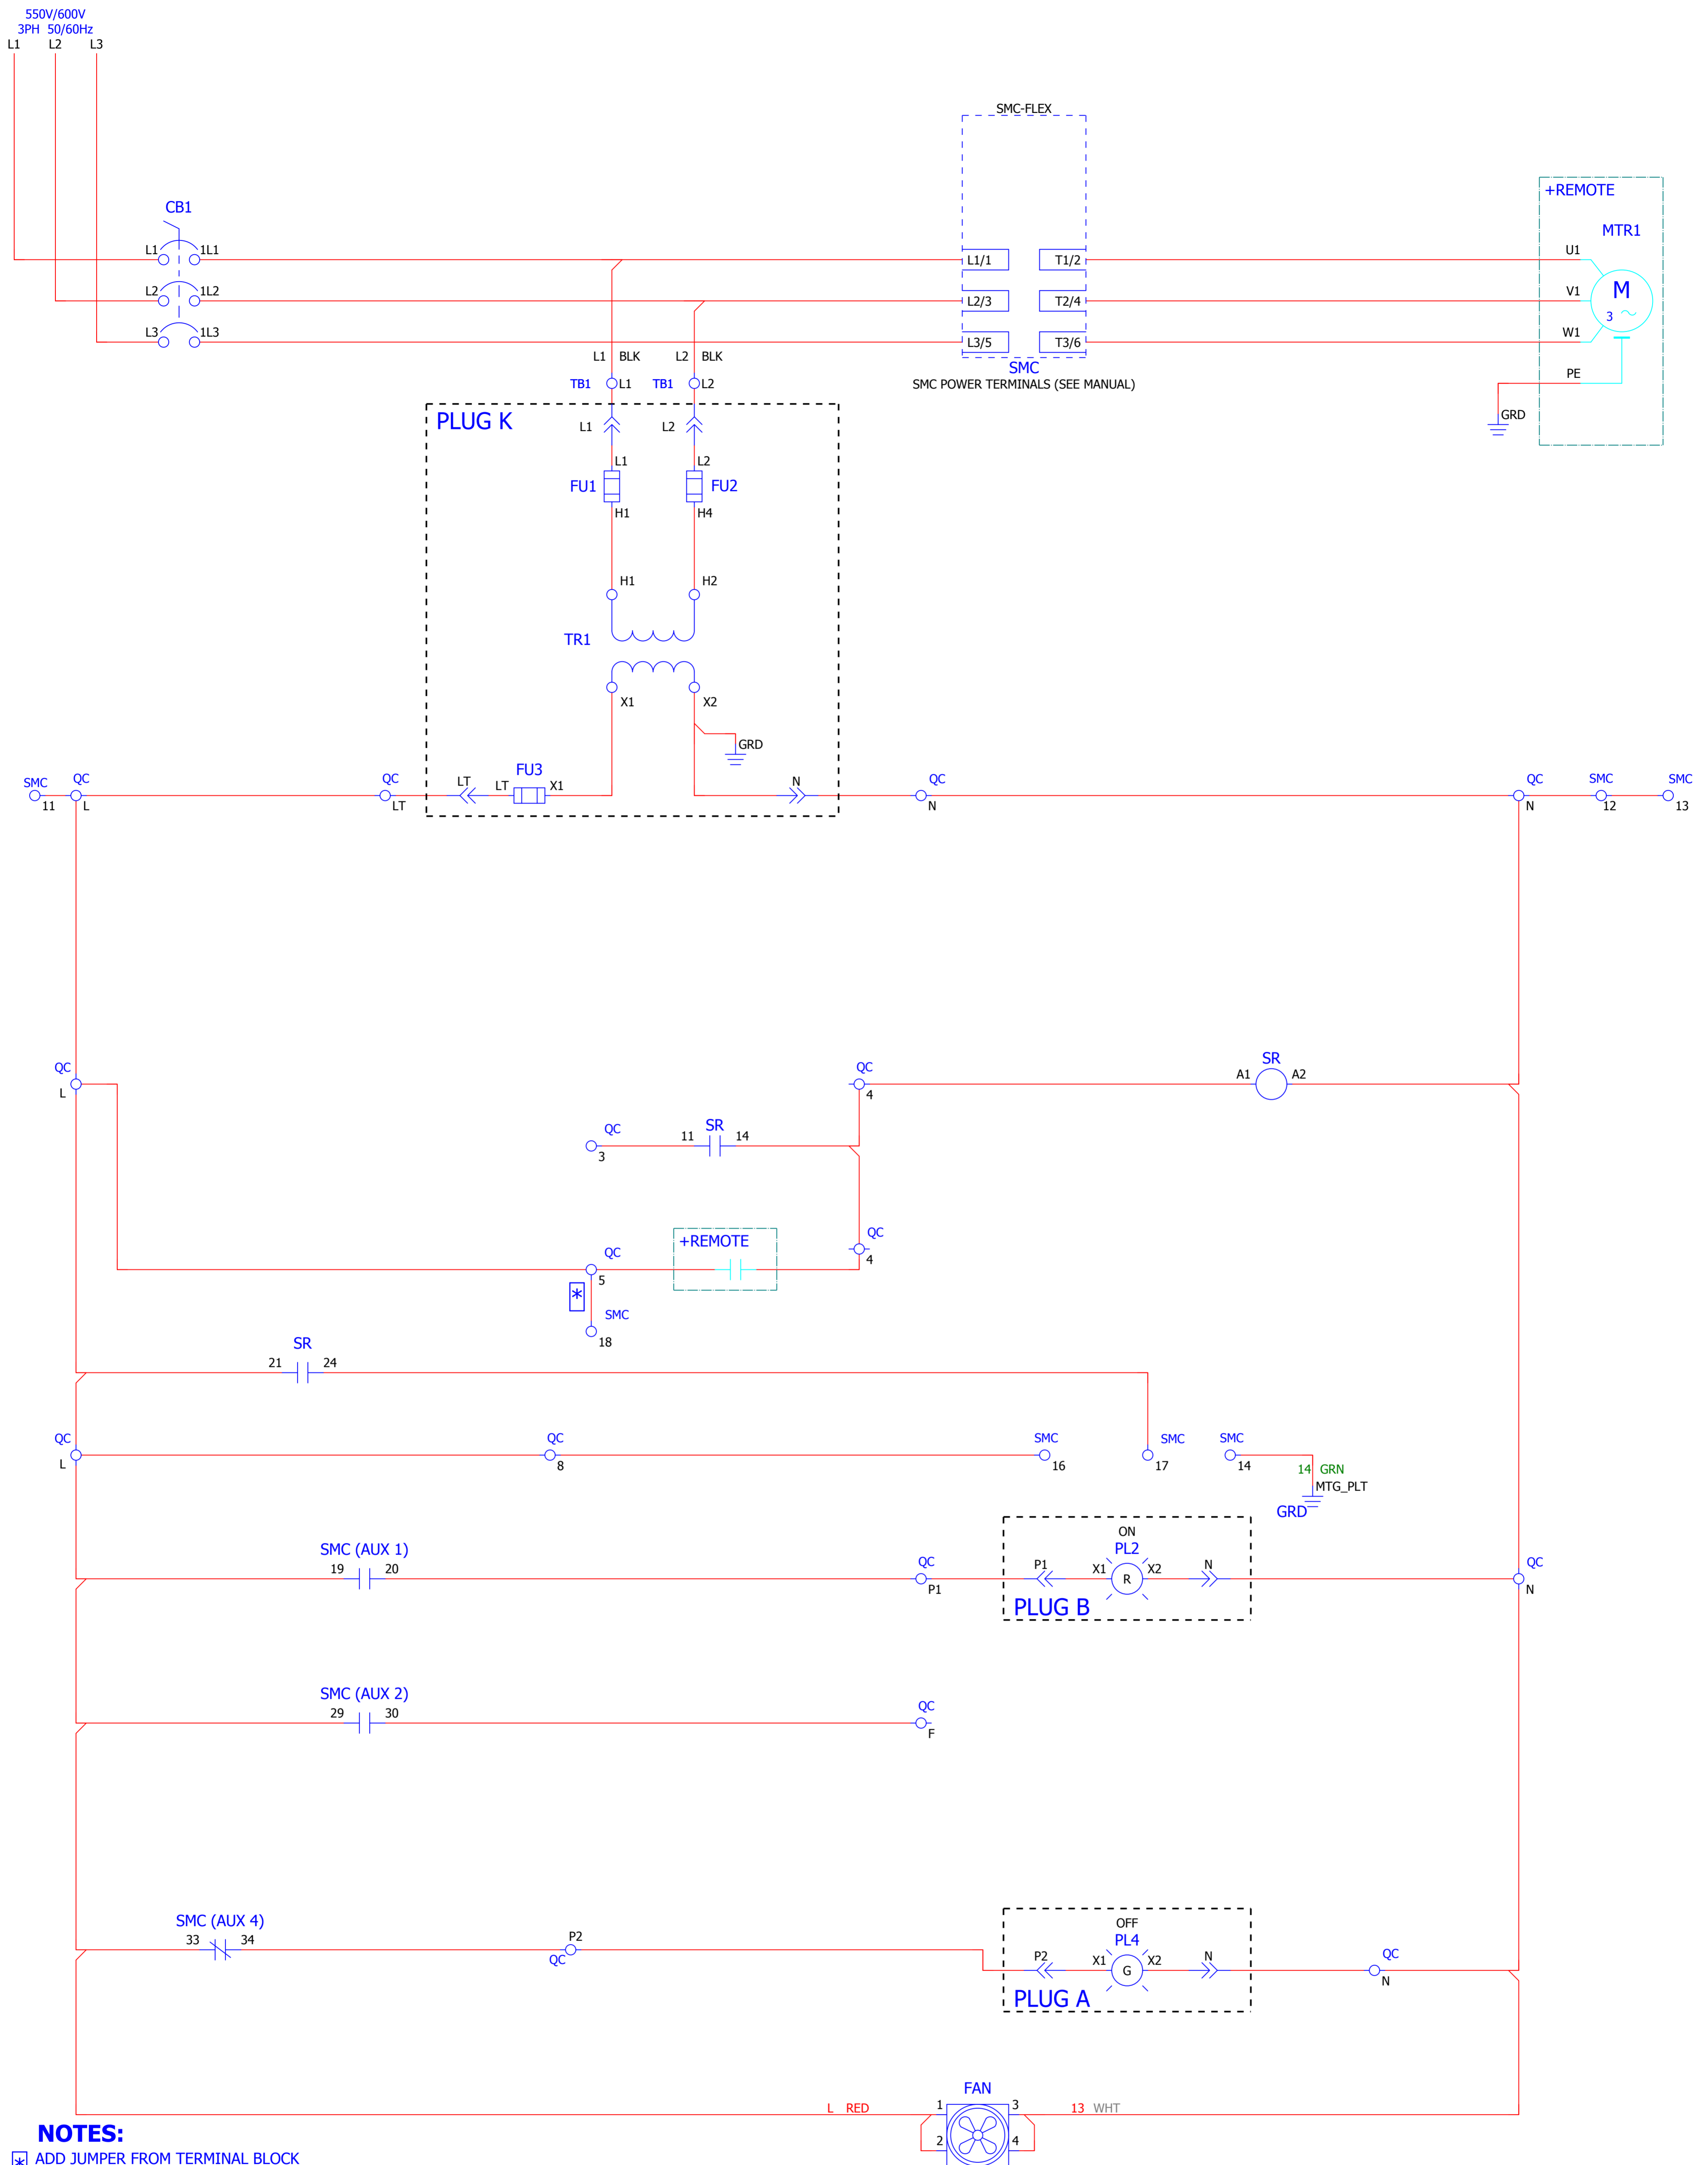 550V/600V
3PH 50/60Hz
L1 L2 L3
SMC-FLEX
+REMOTE
MTR1
CB1
L1 1L1
L1/1 T1/2
U1
L2 1L2
L2/3 T2/4
V1
M
3
L3 1L3
L3/5 T3/6
W1
SMC
SMC POWER TERMINALS (SEE MANUAL)
PE
GRD
L1 BLK L2 BLK
TB1 L1 TB1 L2
PLUG K
L1 L2
L1 L2
FU1 FU2
H1 H4
H1 H2
TR1
X1 X2
GRD
SMC QC QC LT LT FU3 X1 N QC QC SMC SMC
11 L LT N N 12 13
QC QC SR
L 4 A1 A2
QC SR
3 11 14
QC +REMOTE QC
5 4
*
SMC
18
SR
21 24
QC QC SMC SMC SMC
L 8 16 17 14
14 GRN
MTG_PLT
GRD
ON
SMC (AUX 1) PL2
19 20 QC P1 P1 X1 R X2 N QC
PLUG B N
SMC (AUX 2)
29 30 QC
F
OFF
SMC (AUX 4) PL4
33 34 P2 P2 X1 G X2 N QC
QC N
PLUG A
FAN
L RED 1 3 13 WHT
2 4
NOTES:
* ADD JUMPER FROM TERMINAL BLOCK